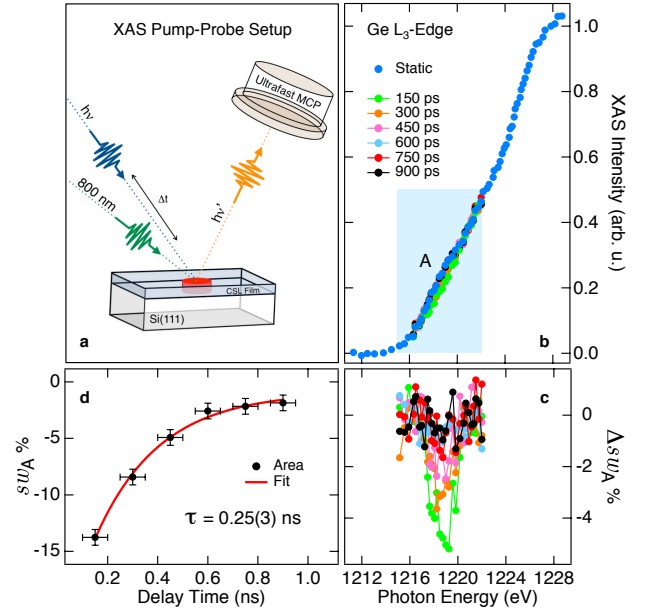 XAS Pump-Probe Setup
Ultrafast MCP
hν
Δt
hν'
800 nm
CSL Film
Si(111)
a
Ge L3-Edge
Static
150 ps
300 ps
450 ps
600 ps
750 ps
900 ps
A
b
1.0
0.8
0.6
0.4
0.2
0.0
XAS Intensity (arb. u.)
d
0
-5
-10
-15
swA %
Area
Fit
τ = 0.25(3) ns
0.2
0.4
0.6
0.8
1.0
Delay Time (ns)
c
0
-2
-4
ΔswA %
1212
1216
1220
1224
1228
Photon Energy (eV)